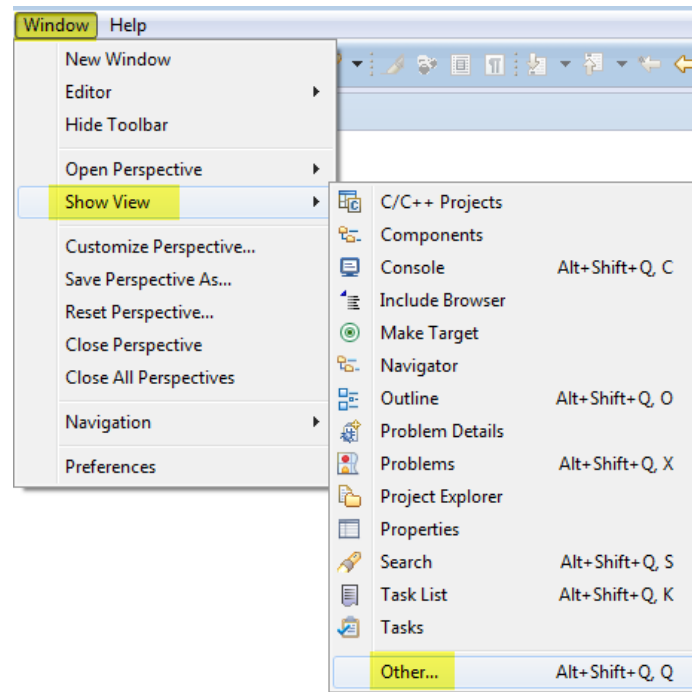 Window Help
New Window
Editor
Hide Toolbar
Open Perspective
Show View
Customize Perspective...
Save Perspective As...
Reset Perspective...
Close Perspective
Close All Perspectives
Navigation
Preferences
C/C++ Projects
Components
Console Alt+Shift+Q, C
Include Browser
Make Target
Navigator
Outline Alt+Shift+Q, O
Problem Details
Problems Alt+Shift+Q, X
Project Explorer
Properties
Search Alt+Shift+Q, S
Task List Alt+Shift+Q, K
Tasks
Other... Alt+Shift+Q, Q